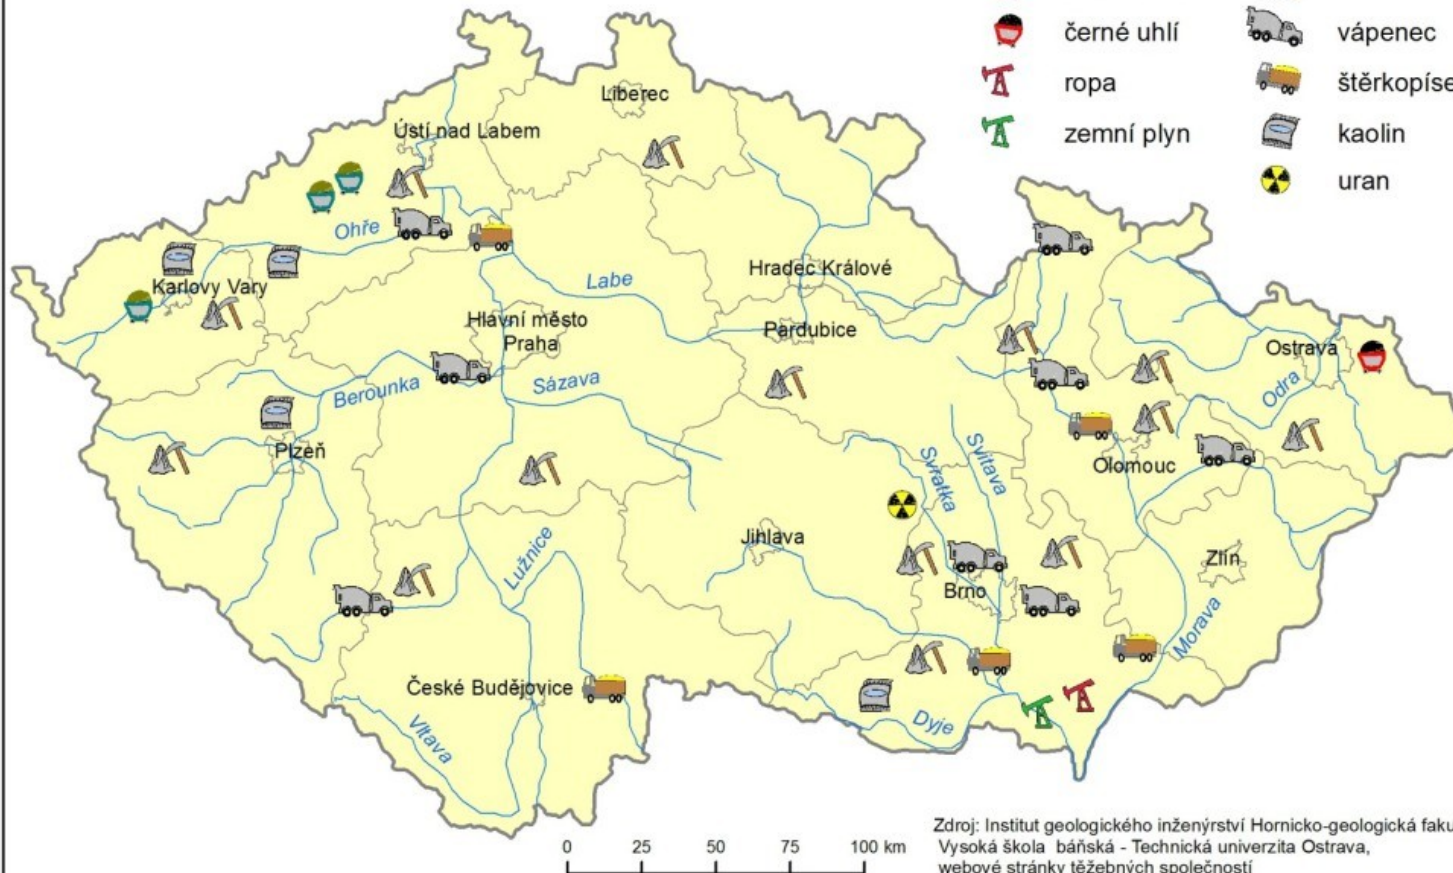 černé uhlí
vápenec
ropa
zemní plyn
kaolin
uran
Liberec
Ústí nad Labem
Ohře
Karlovy Vary
Labe
Hradec Králové
Hlavní město
Praha
Pardubice
Ostrava
Berounka
Sázava
Odra
Plzeň
Svratka
Svitava
Olomouc
Lužnice
Jihlava
Zlín
Brno
Morava
České Budějovice
Vltava
Dyje
0 25 50 75 100 km
Zdroj: Institut geologického inženýrství Hornicko-geologická
Vysoká škola báňská - Technická univerzita Ostrava,
webové stránky těžebných společností